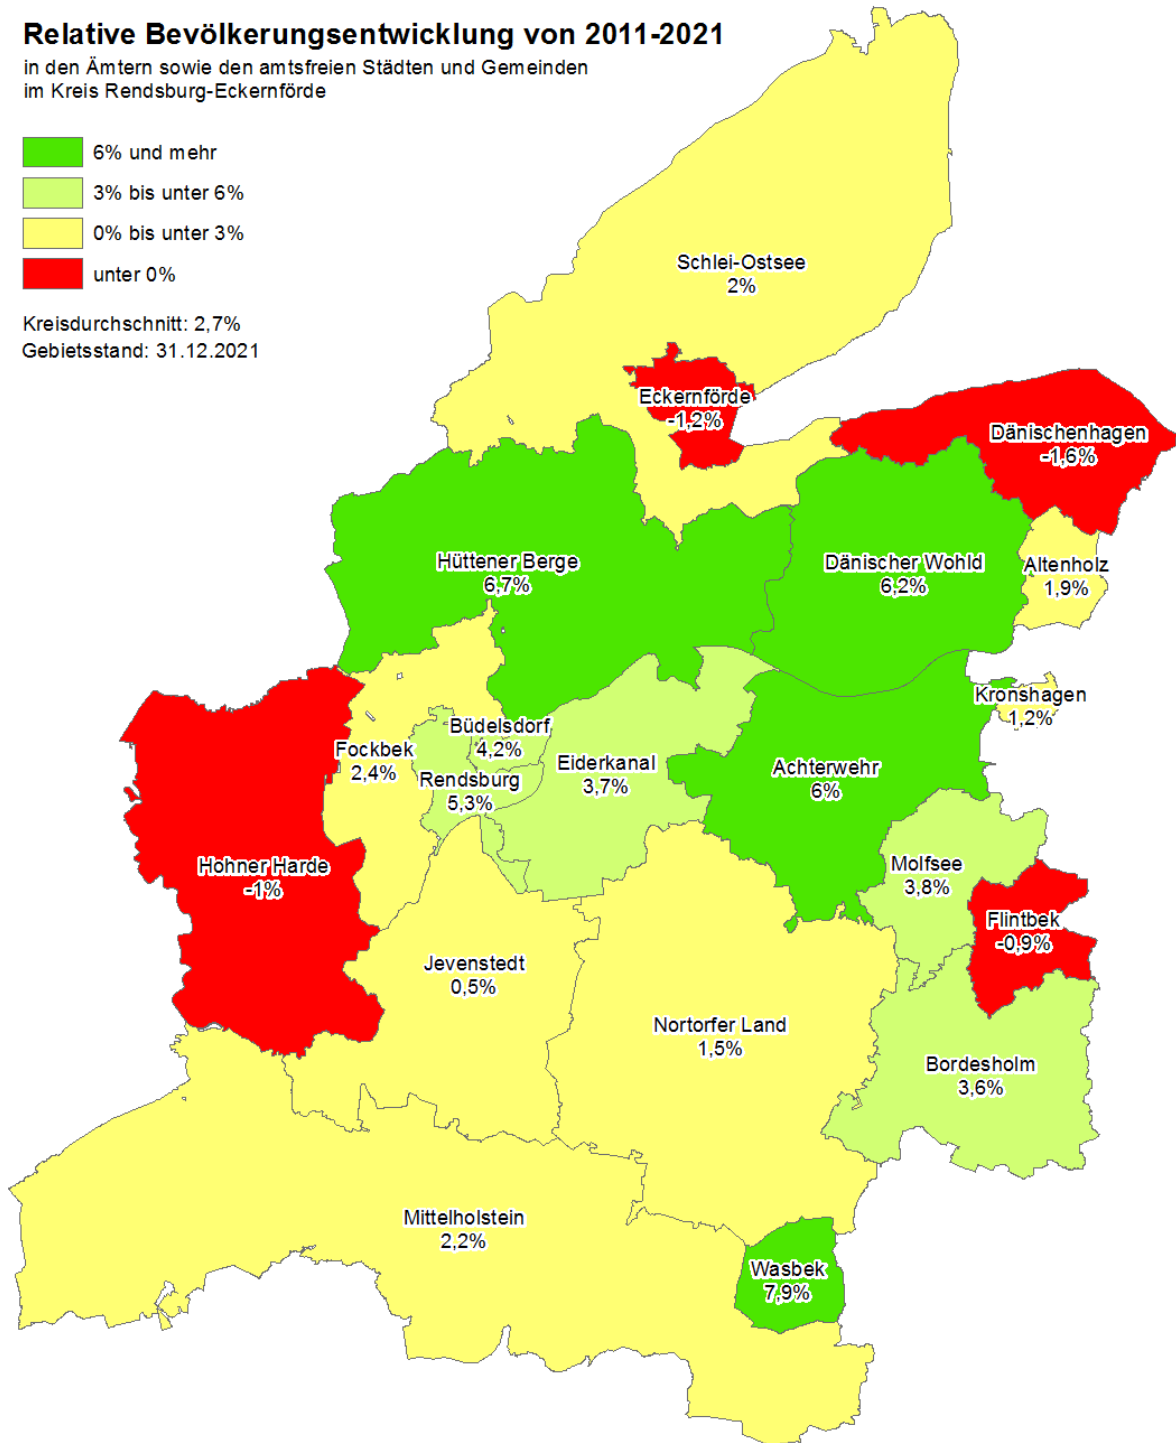 Relative Bevölkerungsentwicklung von 2011-2021
in den Ämtern sowie den amtsfreien Städten und Gemeinden
im Kreis Rendsburg-Eckernförde
6% und mehr
3% bis unter 6%
0% bis unter 3%
unter 0%
Kreisdurchschnitt: 2,7%
Gebietsstand: 31.12.2021
Schlei-Ostsee
2%
Eckernförde
-1,2%
Dänischenhagen
-1,6%
Hüttener Berge
6,7%
Dänischer Wohld
6,2%
Altenholz
1,9%
Kronshagen
1,2%
Büdelsdorf
4,2%
Fockbek
2,4%
Rendsburg
5,3%
Eiderkanal
3,7%
Achterwehr
6%
Hohner Harde
-1%
Molfsee
3,8%
Flintbek
-0,9%
Jevenstedt
0,5%
Nortorfer Land
1,5%
Bordesholm
3,6%
Mittelholstein
2,2%
Wasbek
7,9%